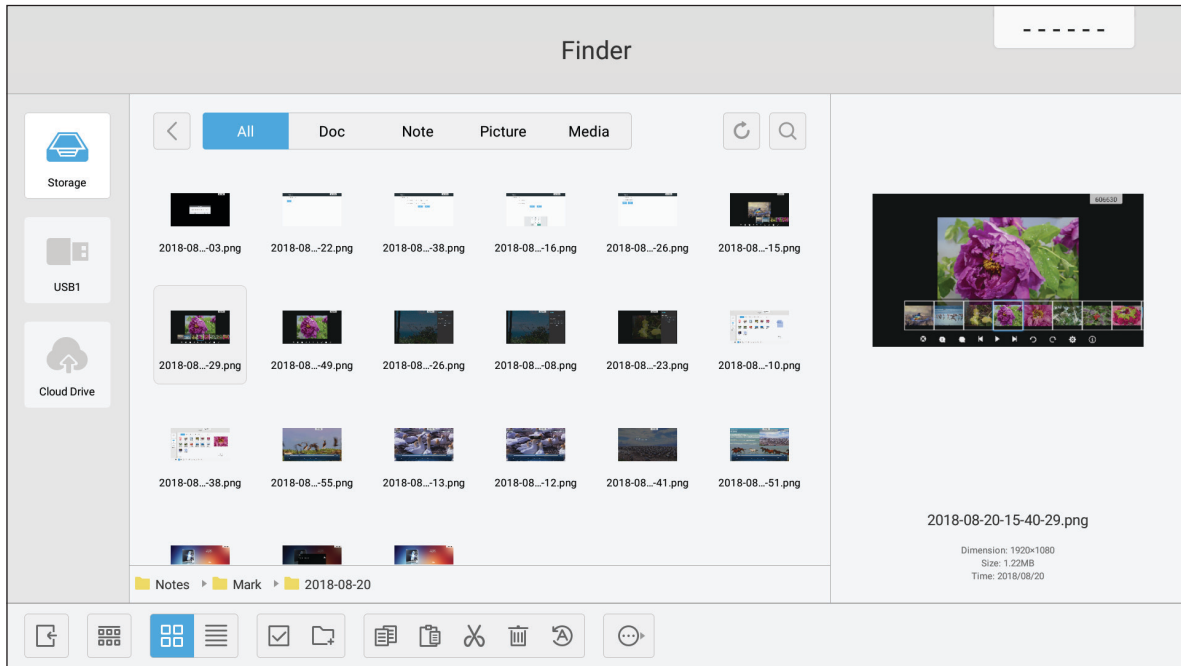 Finder
------
All Doc Note Picture Media
Storage
USB1
Cloud Drive
2018-08...-03.png 2018-08...-22.png 2018-08...-38.png 2018-08...-16.png 2018-08...-26.png 2018-08...-15.png
2018-08...-29.png 2018-08...-49.png 2018-08...-26.png 2018-08...-08.png 2018-08...-23.png 2018-08...-10.png
2018-08...-38.png 2018-08...-55.png 2018-08...-13.png 2018-08...-12.png 2018-08...-41.png 2018-08...-51.png
Notes Mark 2018-08-20
60663D
2018-08-20-15-40-29.png
Dimension: 1920×1080
Size: 1.22MB
Time: 2018/08/20